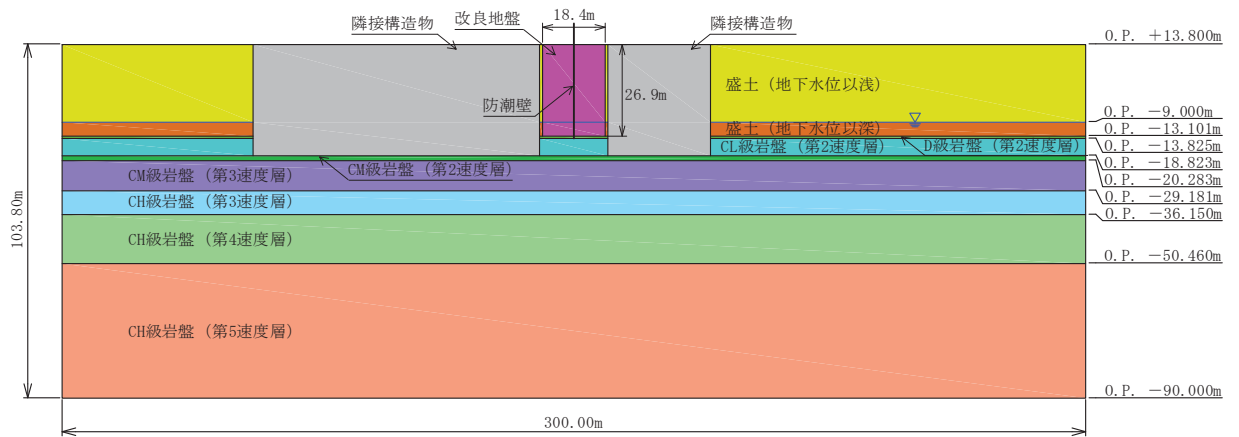 18.4m
隣接構造物
改良地盤
隣接構造物
O.P. +13.800m
盛土（地下水位以浅）
26.9m
防潮壁
O.P. －9.000m
盛土（地下水位以深）
O.P. －13.101m
O.P. －13.825m
CL級岩盤（第2速度層）
D級岩盤（第2速度層）
O.P. －18.823m
CM級岩盤（第2速度層）
CM級岩盤（第3速度層）
O.P. －20.283m
O.P. －29.181m
CH級岩盤（第3速度層）
O.P. －36.150m
CH級岩盤（第4速度層）
O.P. －50.460m
103.80m
CH級岩盤（第5速度層）
O.P. －90.000m
300.00m